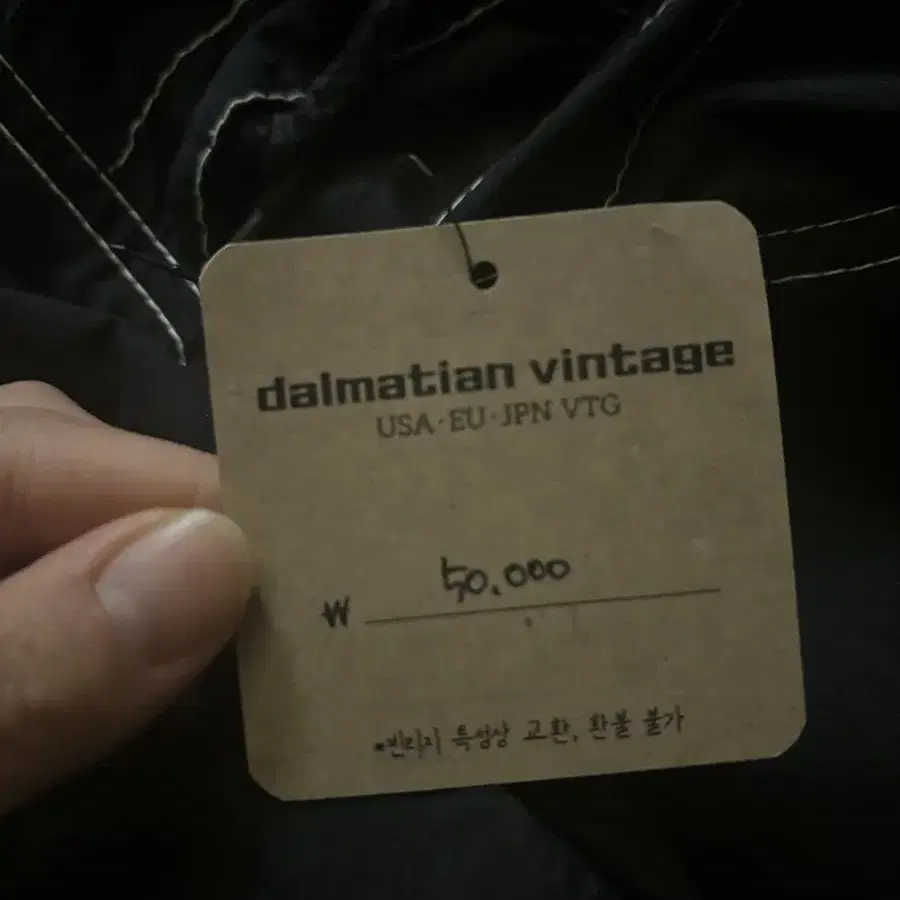 dalmatian vintage
USA·EU·JPN VTG
₩ 50.000
*빈티지 특성상 교환, 환불 불가